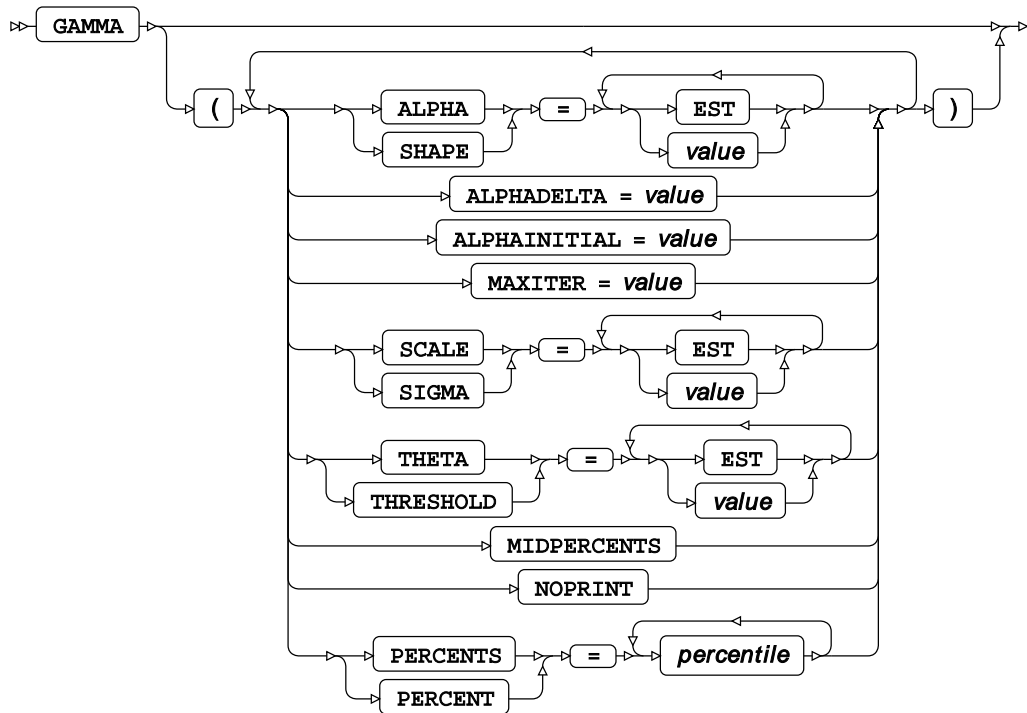 GAMMA
( ALPHA = EST )
SHAPE value
ALPHADELTA = value
ALPHAINITIAL = value
MAXITER = value
SCALE = EST
SIGMA value
THETA = EST
THRESHOLD value
MIDPERCENTS
NOPRINT
PERCENTS = percentile
PERCENT